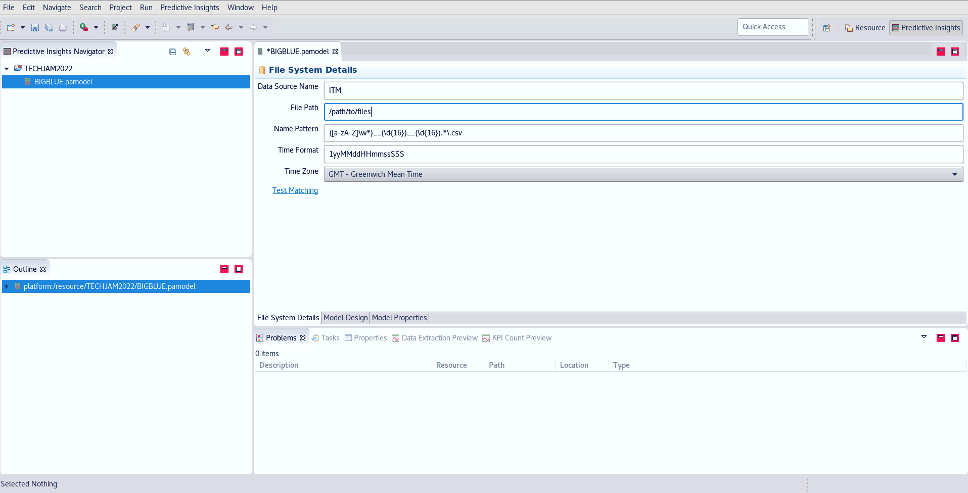 File Edit Navigate Search Project Run Predictive Insights Window Help
Quick Access
Resource
Predictive Insights
Predictive Insights Navigator
TECHJAM2022
BIGBLUE.pamodel
Outline
platform:/resource/TECHJAM2022/BIGBLUE.pamodel
*BIGBLUE.pamodel
File System Details
Data Source Name ITM
File Path /path/to/files
Name Pattern ([a-zA-Z]\w*)__(\d{16})__(\d{16}).*\.csv
Time Format 1yyMMddHHmmssSSS
Time Zone GMT - Greenwich Mean Time
Test Matching
File System Details Model Design Model Properties
Problems Tasks Properties Data Extraction Preview KPI Count Preview
0 items
Description Resource Path Location Type
Selected Nothing